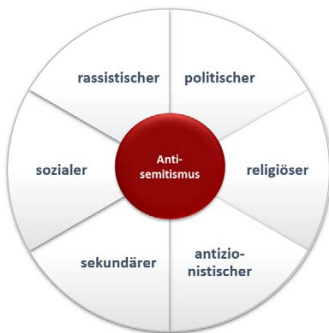 rassistischer
politischer
sozialer
Anti-
semitismus
religiöser
sekundärer
antizio-
nistischer